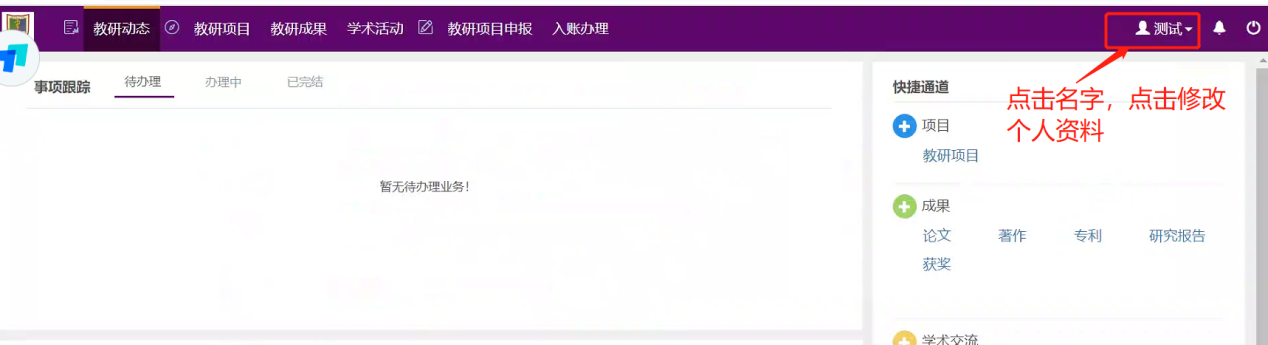 教研动态 教研项目 教研成果 学术活动 教研项目申报 入账办理 测试
事项跟踪 待办理 办理中 已完结
暂无待办理业务!
快捷通道
点击名字，点击修改
个人资料
项目
教研项目
成果
论文 著作 专利 研究报告
获奖
学术交流